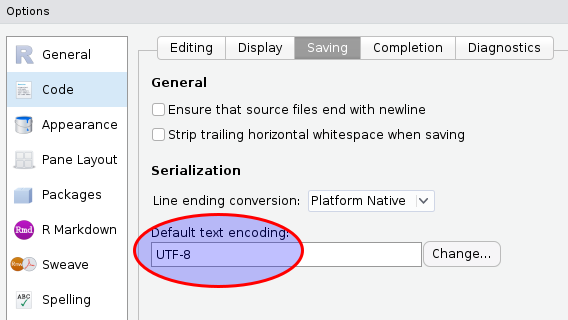 Options
General
Code
Appearance
Pane Layout
Packages
Rmd R Markdown
Sweave
ABC Spelling
Editing Display Saving Completion Diagnostics
General
Ensure that source files end with newline
Strip trailing horizontal whitespace when saving
Serialization
Line ending conversion: Platform Native
Default text encoding:
UTF-8 Change...